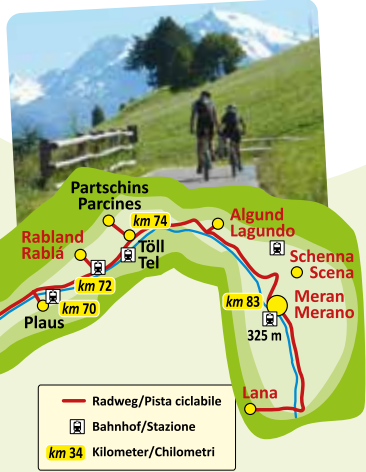 Partschins
Parcines
km 74
Algund
Lagundo
Rabland
Rablá
Töll
Tel
Schenna
Scena
km 72
km 70
Plaus
km 83
Meran
Merano
325 m
Lana
Radweg/Pista ciclabile
Bahnhof/Stazione
km 34 Kilometer/Chilometri